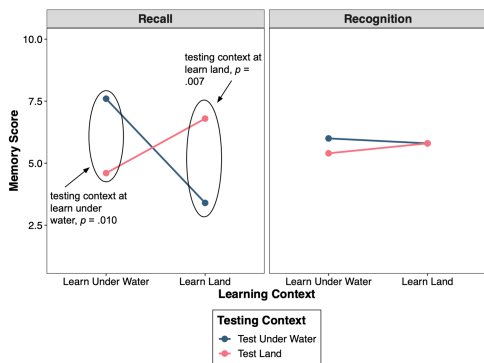 Recall
Recognition
10.0
7.5
5.0
2.5
Memory Score
testing context at
learn land, p =
.007
testing context at
learn under
water, p = .010
Learn Under Water
Learn Land
Learn Under Water
Learn Land
Learning Context
Testing Context
Test Under Water
Test Land